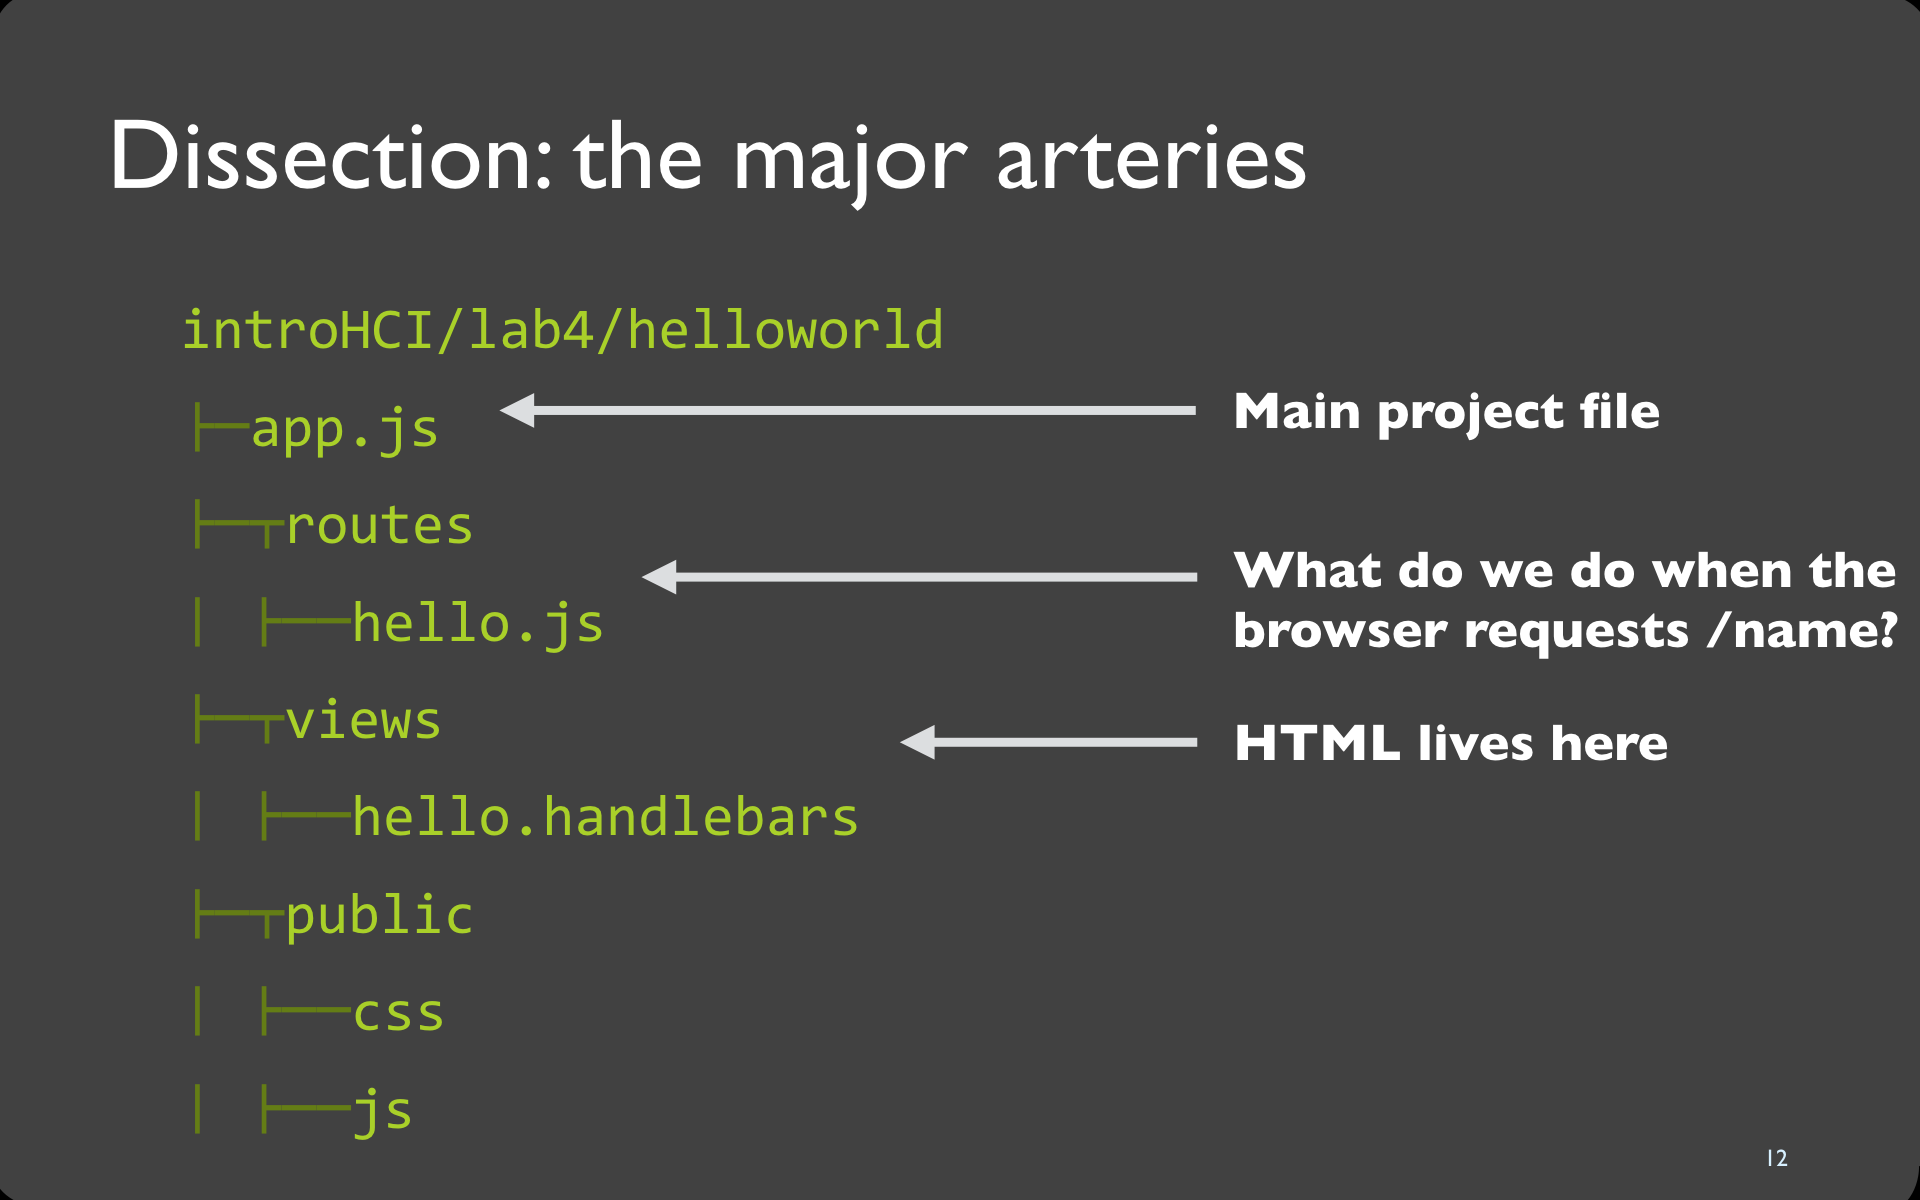 Dissection: the major arteries
introHCI/lab4/helloworld
├─app.js
Main project file
├─┬routes
What do we do when the
browser requests /name?
│ ├──hello.js
├─┬views
HTML lives here
│ ├──hello.handlebars
├─┬public
│ ├──css
│ ├──js
12